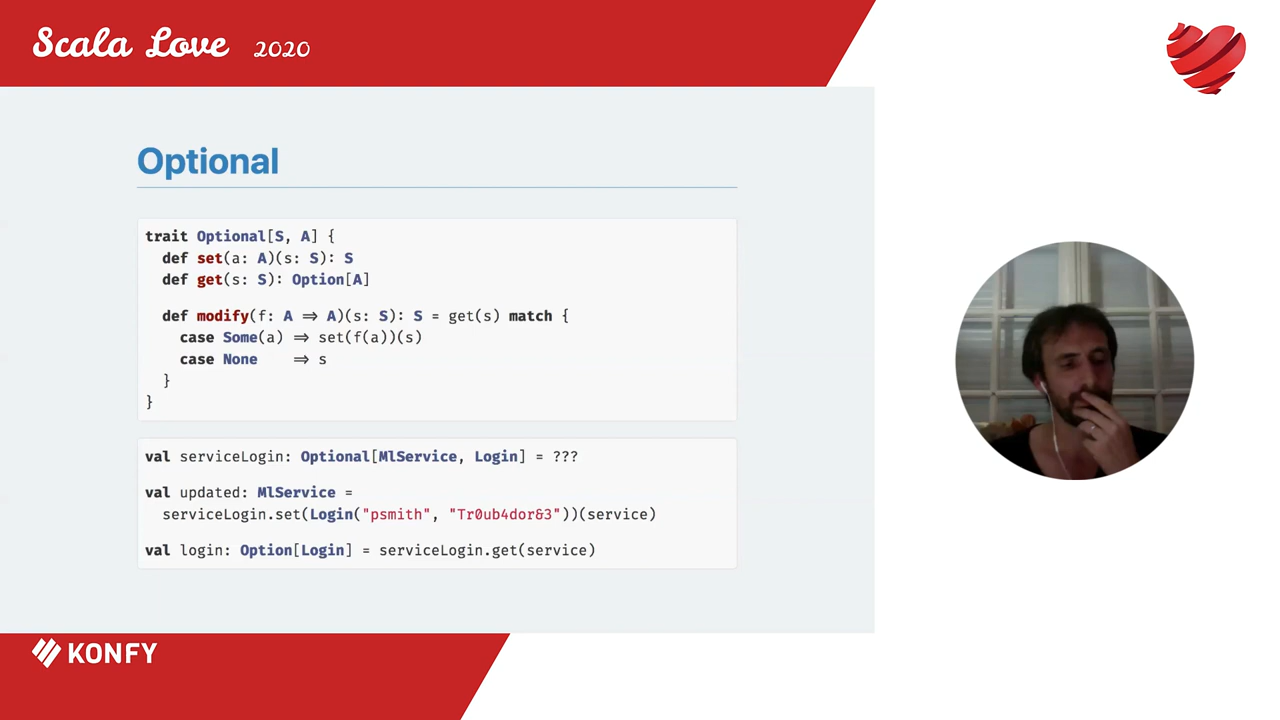 Scala Love 2020
Optional
trait Optional[S, A] {
  def set(a: A)(s: S): S
  def get(s: S): Option[A]
  def modify(f: A ⇒ A)(s: S): S = get(s) match {
    case Some(a) ⇒ set(f(a))(s)
    case None    ⇒ s
  }
}
val serviceLogin: Optional[MlService, Login] = ???
val updated: MlService =
  serviceLogin.set(Login("psmith", "Tr0ub4dor&3"))(service)
val login: Option[Login] = serviceLogin.get(service)
KONFY